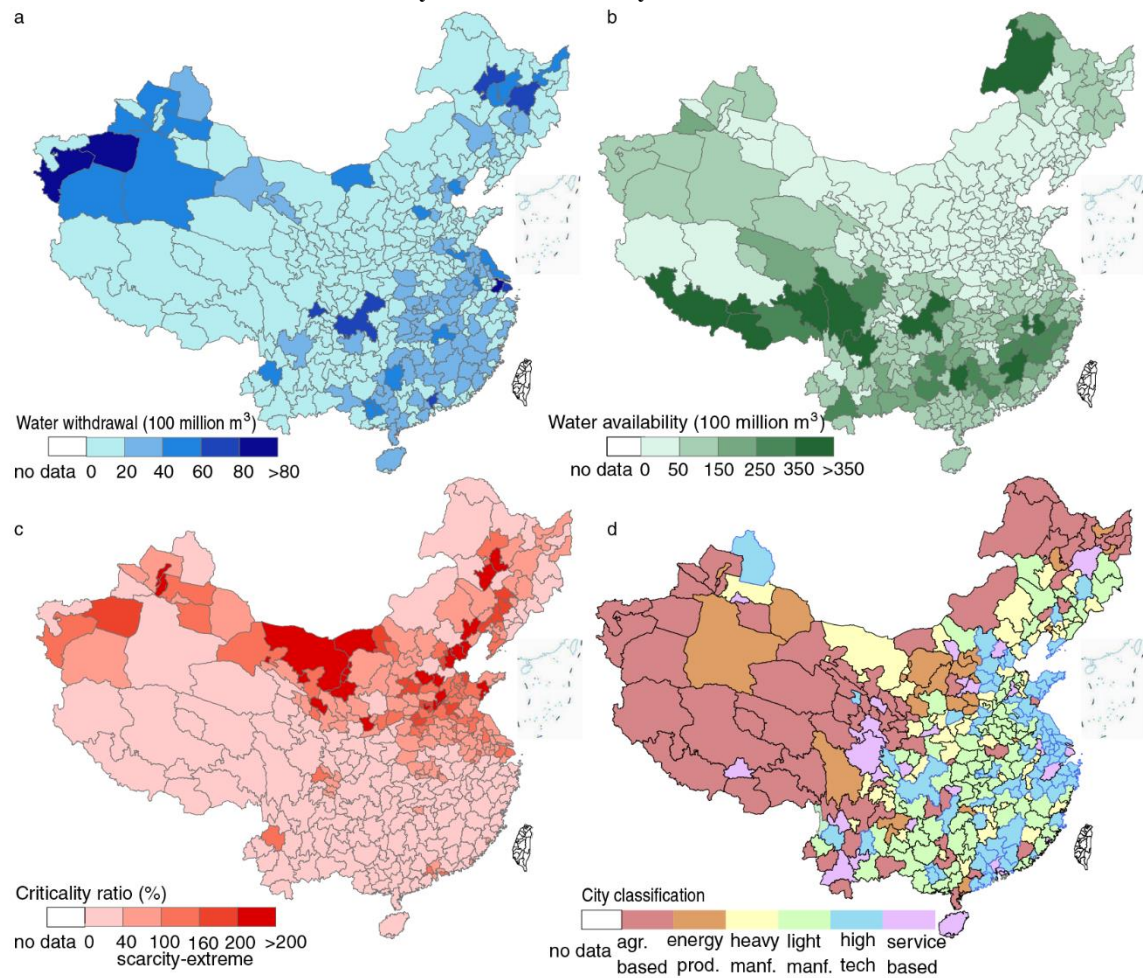 a
b
Water withdrawal (100 million m³)
no data 0 20 40 60 80 >80
Water availability (100 million m³)
no data 0 50 150 250 350 >350
c
d
Criticality ratio (%)
no data 0 40 100 160 200 >200
scarcity-extreme
City classification
no data agr. based energy prod. heavy manf. light manf. high tech service based